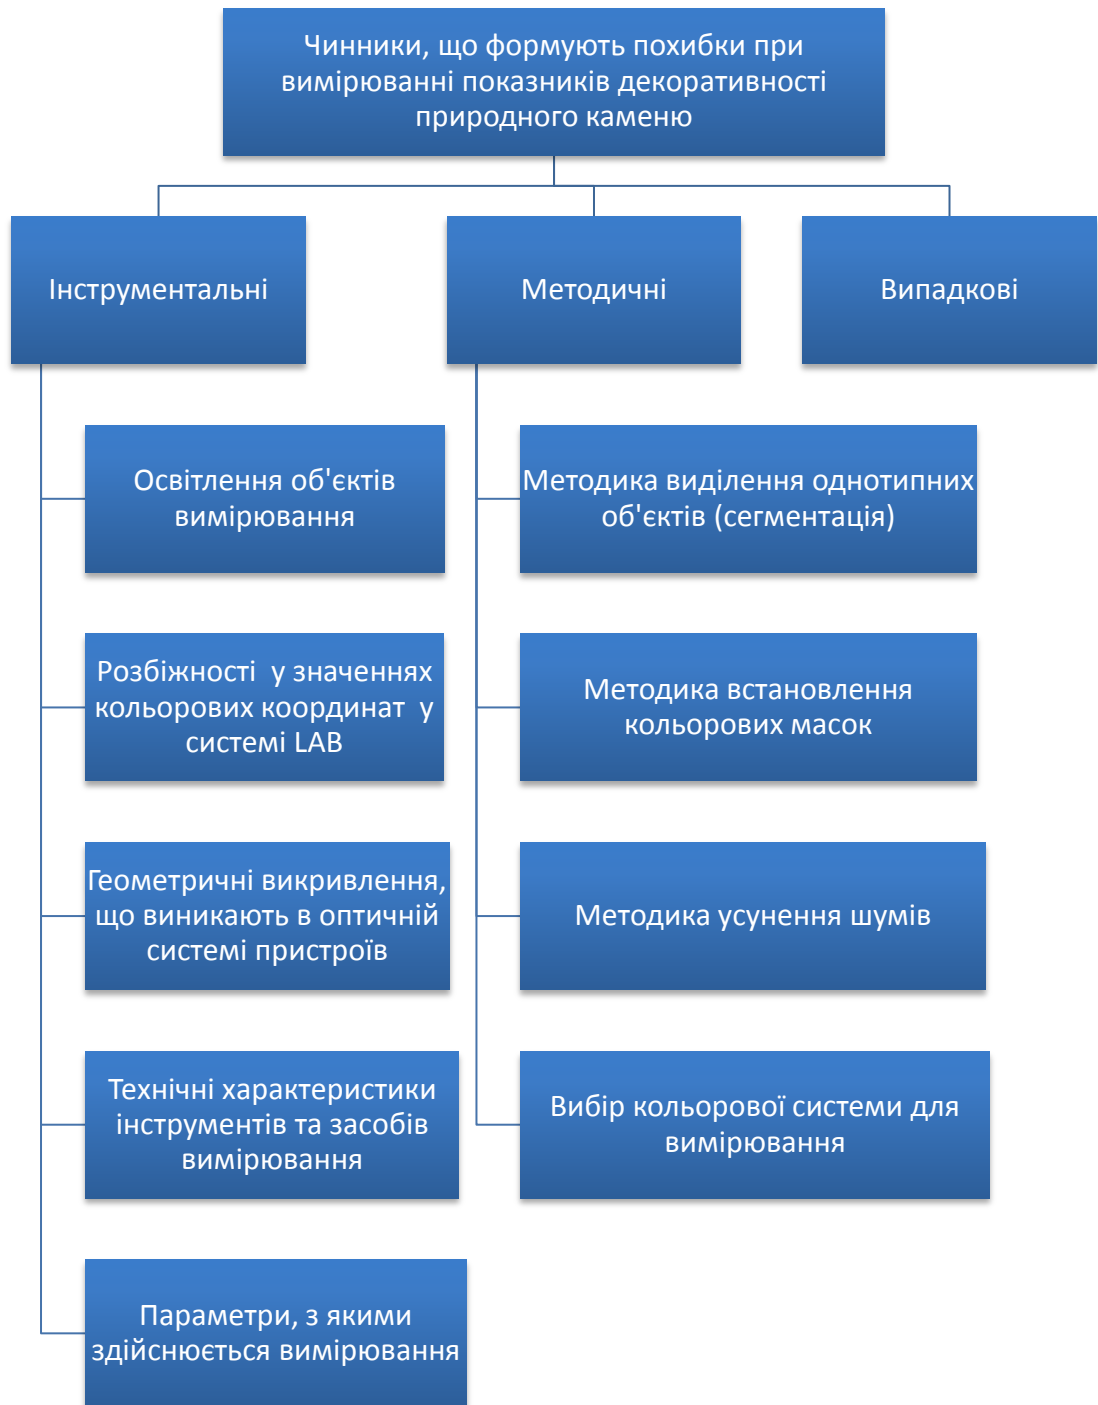 Чинники, що формують похибки при
вимірюванні показників декоративності
природного каменю
Інструментальні
Методичні
Випадкові
Освітлення об'єктів
вимірювання
Розбіжності у значеннях
кольорових координат у
системі LAB
Геометричні викривлення,
що виникають в оптичній
системі пристроїв
Технічні характеристики
інструментів та засобів
вимірювання
Параметри, з якими
здійснюється вимірювання
Методика виділення однотипних
об'єктів (сегментація)
Методика встановлення
кольорових масок
Методика усунення шумів
Вибір кольорової системи для
вимірювання